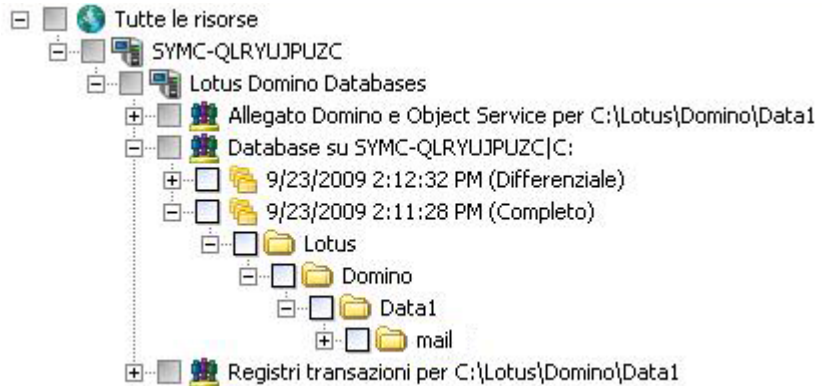 Tutte le risorse
SYMC-QLRYUJPUZC
Lotus Domino Databases
Allegato Domino e Object Service per C:\Lotus\Domino\Data1
Database su SYMC-QLRYUJPUZC|C:
9/23/2009 2:12:32 PM (Differenziale)
9/23/2009 2:11:28 PM (Completo)
Lotus
Domino
Data1
mail
Registri transazioni per C:\Lotus\Domino\Data1